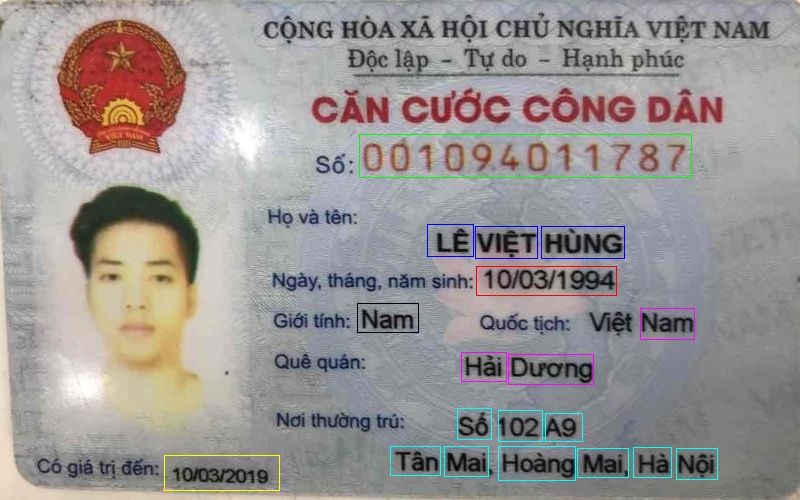 CỘNG HÒA XÃ HỘI CHỦ NGHĨA VIỆT NAM
Độc lập - Tự do - Hạnh phúc
CĂN CƯỚC CÔNG DÂN
Số: 001094011787
Họ và tên:
LÊ VIỆT HÙNG
Ngày, tháng, năm sinh: 10/03/1994
Giới tính: Nam Quốc tịch: Việt Nam
Quê quán:
Hải Dương
Nơi thường trú:
Số 102 A9
Tân Mai, Hoàng Mai, Hà Nội
Có giá trị đến: 10/03/2019
VIỆT NAM